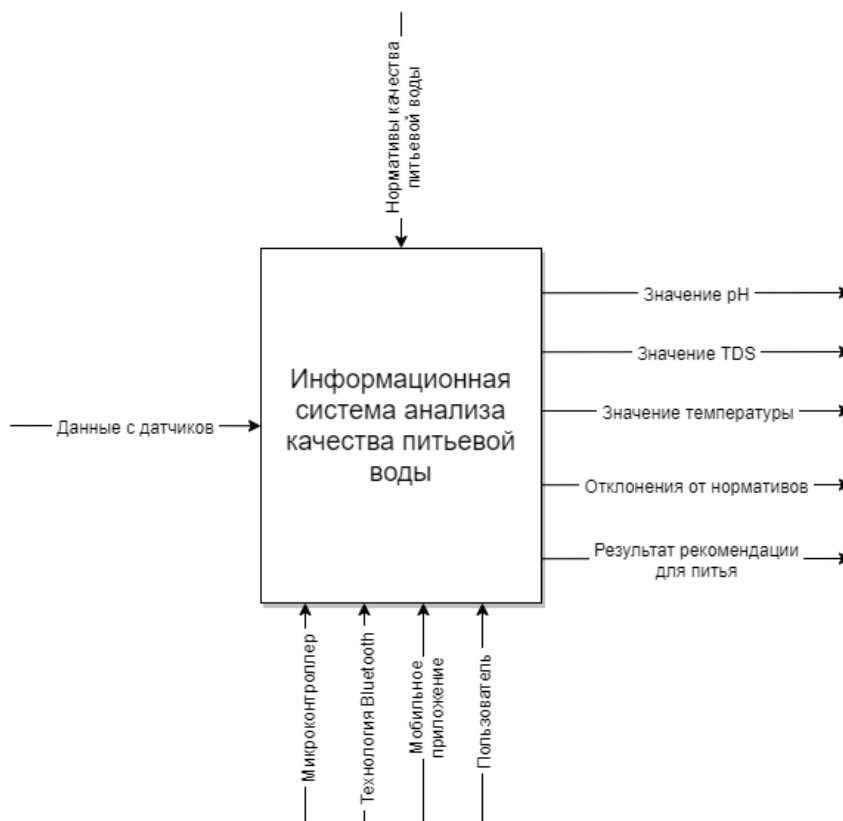 Нормативы качества
питьевой воды
Информационная
система анализа
качества питьевой
воды
Данные с датчиков
Значение pH
Значение TDS
Значение температуры
Отклонения от нормативов
Результат рекомендации
для питья
Микроконтроллер
Технология Bluetooth
Мобильное
приложение
Пользователь